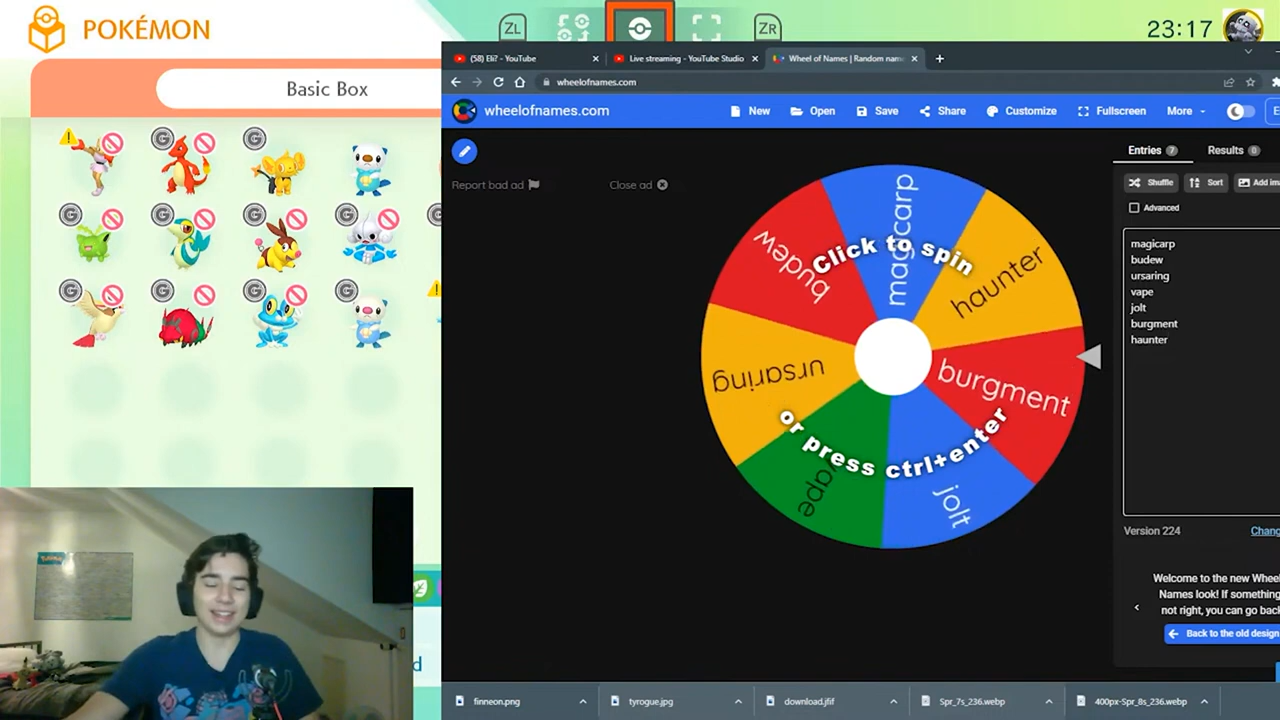 POKÉMON
ZL
ZR
23:17
Basic Box
(58) Eli? - YouTube
Live streaming - YouTube Studio
Wheel of Names | Random nam
wheelofnames.com
wheelofnames.com
New
Open
Save
Share
Customize
Fullscreen
More
Report bad ad
Close ad
Entries 7
Results 0
Shuffle
Sort
Add im
Advanced
magicarp
budew
ursaring
vape
jolt
burgment
haunter
Click to spin
or press ctrl+enter
magicarp
haunter
burgment
jolt
vape
ursaring
budew
Version 224
Chang
Welcome to the new Wheel
Names look! If something
not right, you can go back
Back to the old design
finneon.png
tyrogue.jpg
download.jfif
Spr_7s_236.webp
400px-Spr_8s_236.webp